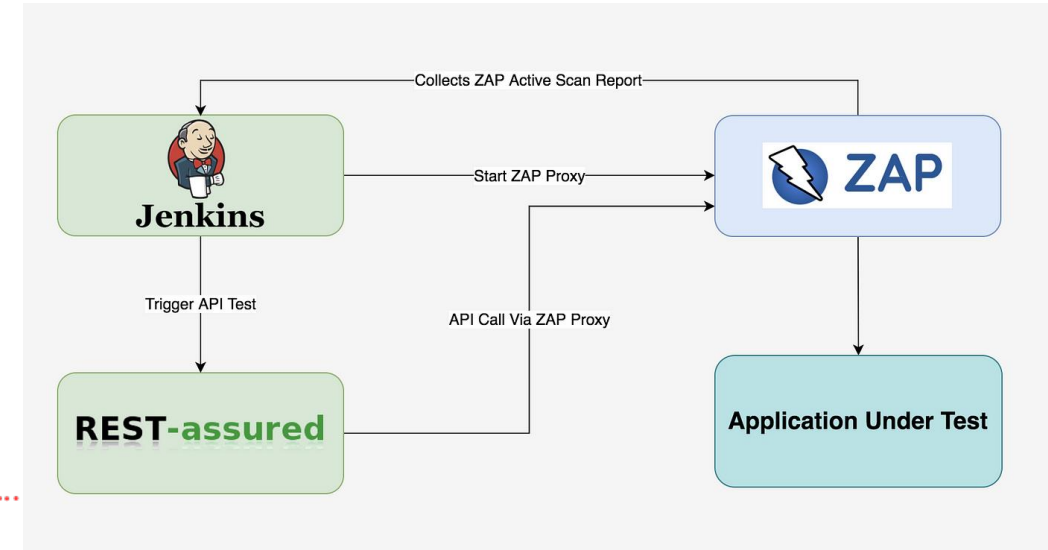 Collects ZAP Active Scan Report
Jenkins
Start ZAP Proxy
ZAP
Trigger API Test
API Call Via ZAP Proxy
REST-assured
Application Under Test